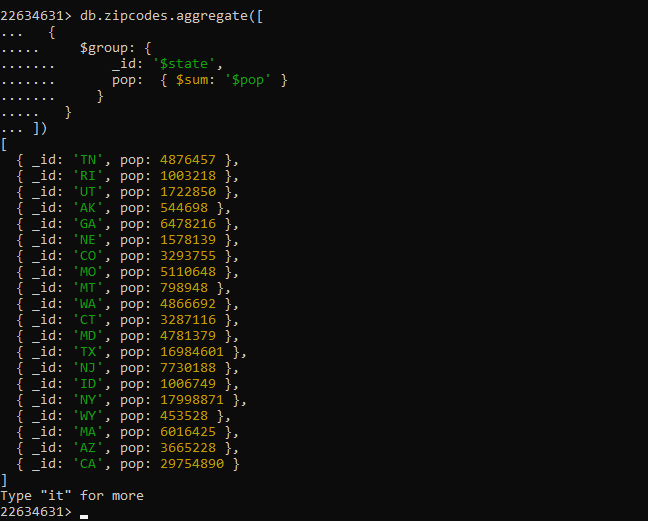 22634631> db.zipcodes.aggregate([
...   {
.....     $group: {
.......       _id: '$state',
.......       pop:  { $sum: '$pop' }
.......     }
.....   }
... ])
[
  { _id: 'TN', pop: 4876457 },
  { _id: 'RI', pop: 1003218 },
  { _id: 'UT', pop: 1722850 },
  { _id: 'AK', pop: 544698 },
  { _id: 'GA', pop: 6478216 },
  { _id: 'NE', pop: 1578139 },
  { _id: 'CO', pop: 3293755 },
  { _id: 'MO', pop: 5110648 },
  { _id: 'MT', pop: 798948 },
  { _id: 'WA', pop: 4866692 },
  { _id: 'CT', pop: 3287116 },
  { _id: 'MD', pop: 4781379 },
  { _id: 'TX', pop: 16984601 },
  { _id: 'NJ', pop: 7730188 },
  { _id: 'ID', pop: 1006749 },
  { _id: 'NY', pop: 17998871 },
  { _id: 'WY', pop: 453528 },
  { _id: 'MA', pop: 6016425 },
  { _id: 'AZ', pop: 3665228 },
  { _id: 'CA', pop: 29754890 }
]
Type "it" for more
22634631>